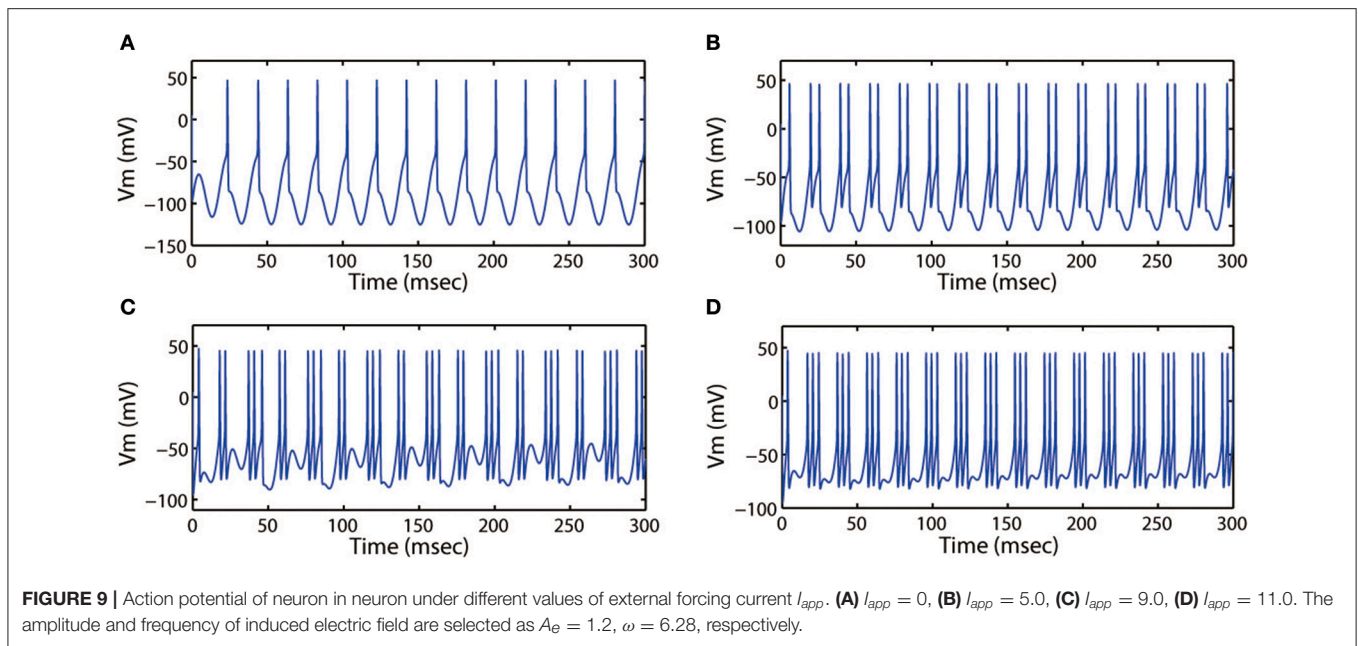 A
50
0
−50
−100
−150
Vm (mV)
0 50 100 150 200 250 300
Time (msec)
B
50
0
−50
−100
Vm (mV)
0 50 100 150 200 250 300
Time (msec)
C
50
0
−50
−100
Vm (mV)
0 50 100 150 200 250 300
Time (msec)
D
50
0
−50
−100
Vm (mV)
0 50 100 150 200 250 300
Time (msec)
FIGURE 9 | Action potential of neuron in neuron under different values of external forcing current Iapp. (A) Iapp = 0, (B) Iapp = 5.0, (C) Iapp = 9.0, (D) Iapp = 11.0. The
amplitude and frequency of induced electric field are selected as Ae = 1.2, ω = 6.28, respectively.